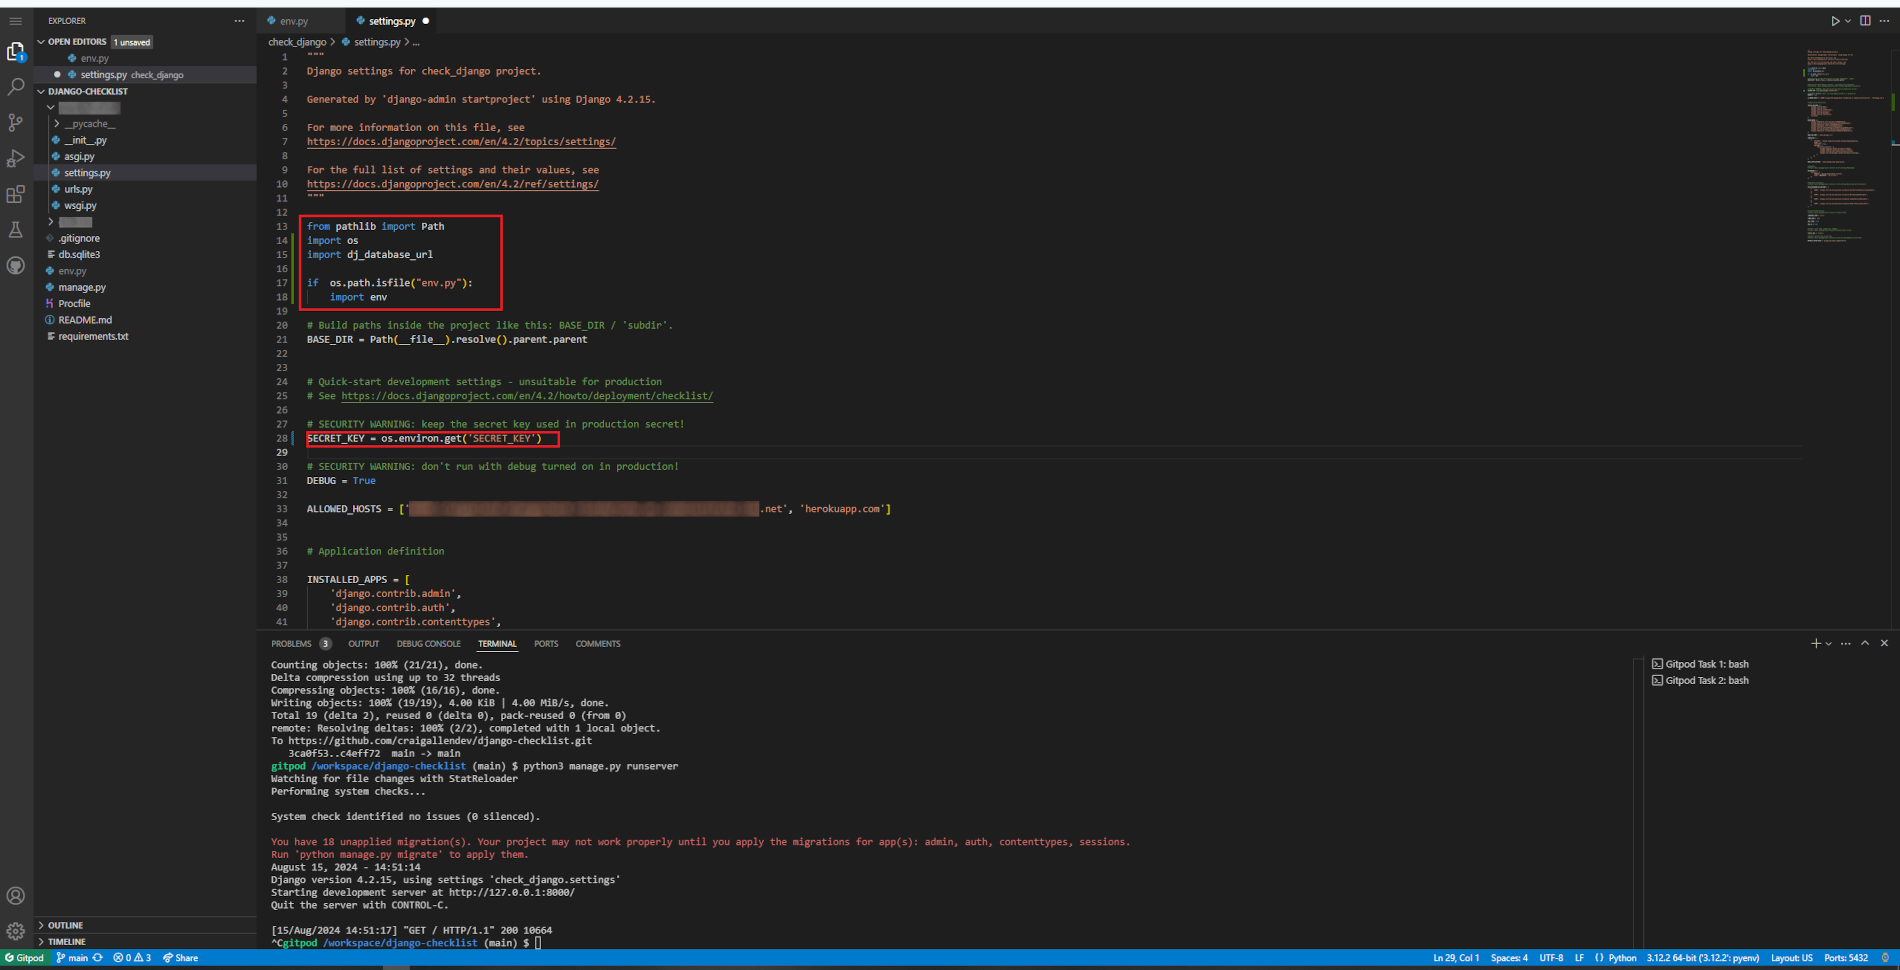 EXPLORER
OPEN EDITORS 1 unsaved
env.py
settings.py check_django
DJANGO-CHECKLIST
__pycache__
__init__.py
asgi.py
settings.py
urls.py
wsgi.py
.gitignore
db.sqlite3
env.py
manage.py
Procfile
README.md
requirements.txt
OUTLINE
TIMELINE
env.py
settings.py
check_django > settings.py > ...
1 """
2 Django settings for check_django project.
3
4 Generated by 'django-admin startproject' using Django 4.2.15.
5
6 For more information on this file, see
7 https://docs.djangoproject.com/en/4.2/topics/settings/
8
9 For the full list of settings and their values, see
10 https://docs.djangoproject.com/en/4.2/ref/settings/
11 """
12
13 from pathlib import Path
14 import os
15 import dj_database_url
16
17 if  os.path.isfile("env.py"):
18     import env
19
20 # Build paths inside the project like this: BASE_DIR / 'subdir'.
21 BASE_DIR = Path(__file__).resolve().parent.parent
22
23
24 # Quick-start development settings - unsuitable for production
25 # See https://docs.djangoproject.com/en/4.2/howto/deployment/checklist/
26
27 # SECURITY WARNING: keep the secret key used in production secret!
28 SECRET_KEY = os.environ.get('SECRET_KEY')
29
30 # SECURITY WARNING: don't run with debug turned on in production!
31 DEBUG = True
32
33 ALLOWED_HOSTS = [' .net', 'herokuapp.com']
34
35
36 # Application definition
37
38 INSTALLED_APPS = [
39     'django.contrib.admin',
40     'django.contrib.auth',
41     'django.contrib.contenttypes',
PROBLEMS 3 OUTPUT DEBUG CONSOLE TERMINAL PORTS COMMENTS
Counting objects: 100% (21/21), done.
Delta compression using up to 32 threads
Compressing objects: 100% (16/16), done.
Writing objects: 100% (19/19), 4.00 KiB | 4.00 MiB/s, done.
Total 19 (delta 2), reused 0 (delta 0), pack-reused 0 (from 0)
remote: Resolving deltas: 100% (2/2), completed with 1 local object.
To https://github.com/craigallendev/django-checklist.git
3ca0f53..c4eff72  main -> main
gitpod /workspace/django-checklist (main) $ python3 manage.py runserver
Watching for file changes with StatReloader
Performing system checks...
System check identified no issues (0 silenced).
You have 18 unapplied migration(s). Your project may not work properly until you apply the migrations for app(s): admin, auth, contenttypes, sessions.
Run 'python manage.py migrate' to apply them.
August 15, 2024 - 14:51:14
Django version 4.2.15, using settings 'check_django.settings'
Starting development server at http://127.0.0.1:8000/
Quit the server with CONTROL-C.
[15/Aug/2024 14:51:17] "GET / HTTP/1.1" 200 10664
^Cgitpod /workspace/django-checklist (main) $
Gitpod Task 1: bash
Gitpod Task 2: bash
Gitpod main 0 3 Share
Ln 29, Col 1 Spaces: 4 UTF-8 LF Python 3.12.2 64-bit ('3.12.2': pyenv) Layout: US Ports: 5432